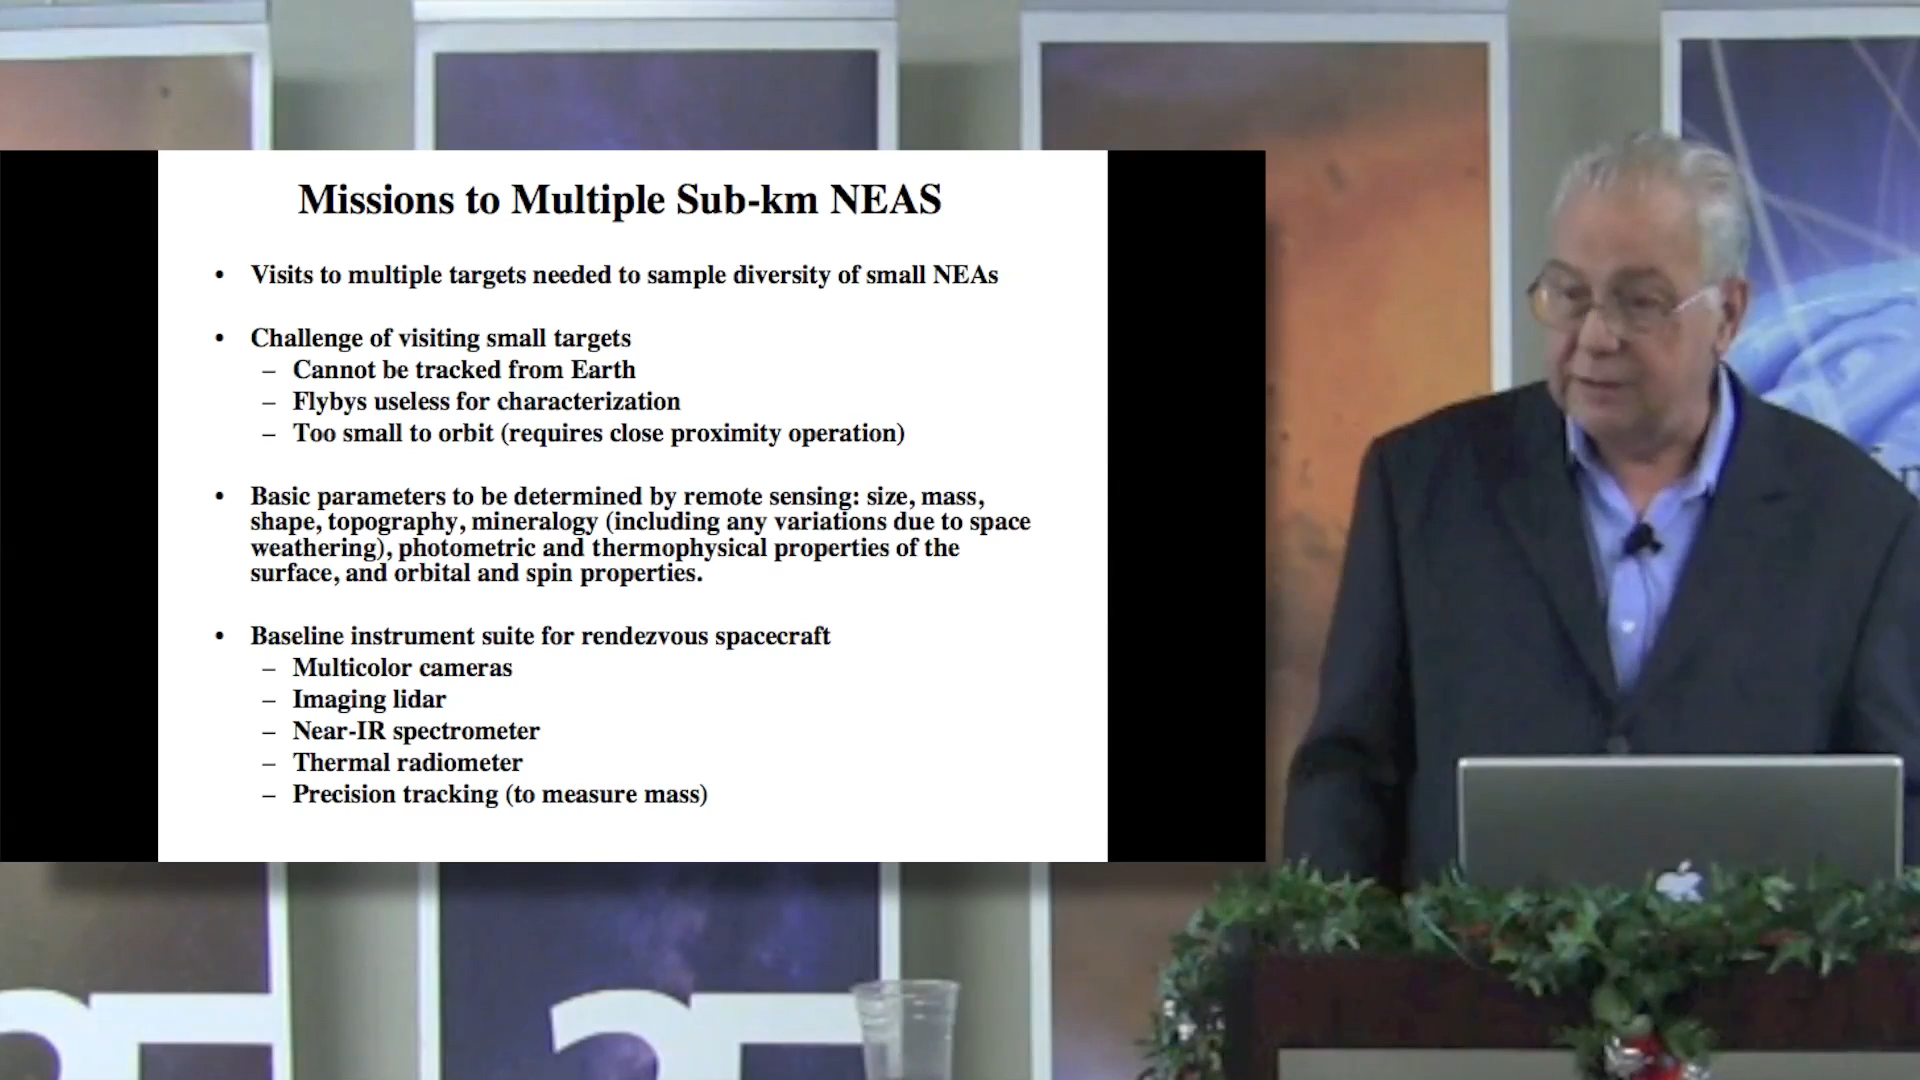 Missions to Multiple Sub-km NEAS
• Visits to multiple targets needed to sample diversity of small NEAs
• Challenge of visiting small targets
– Cannot be tracked from Earth
– Flybys useless for characterization
– Too small to orbit (requires close proximity operation)
• Basic parameters to be determined by remote sensing: size, mass,
shape, topography, mineralogy (including any variations due to space
weathering), photometric and thermophysical properties of the
surface, and orbital and spin properties.
• Baseline instrument suite for rendezvous spacecraft
– Multicolor cameras
– Imaging lidar
– Near-IR spectrometer
– Thermal radiometer
– Precision tracking (to measure mass)